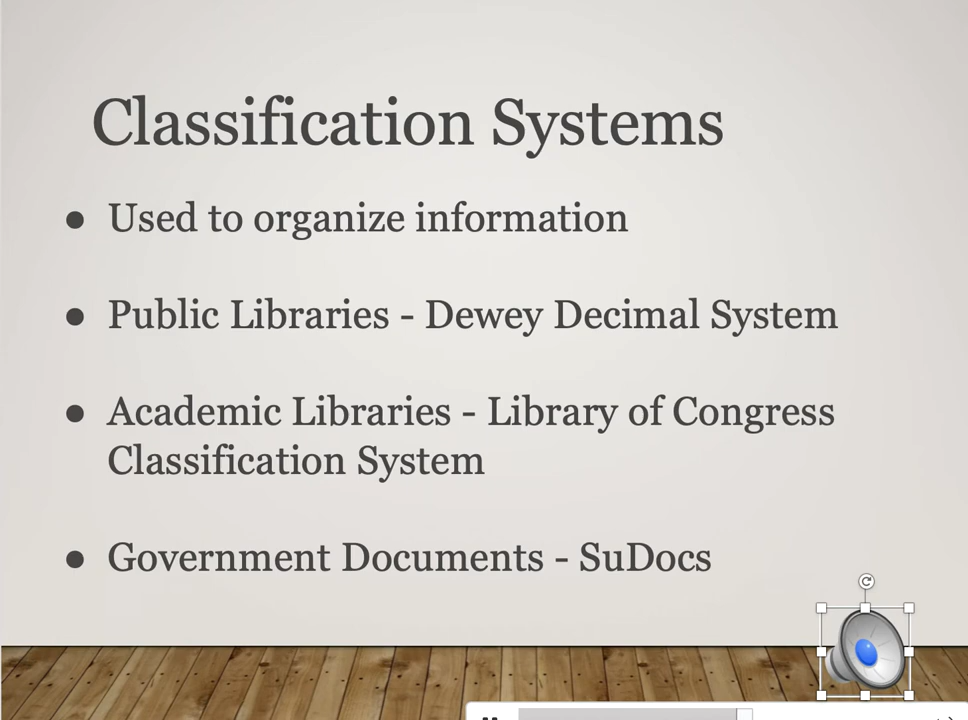 Classification Systems
● Used to organize information
● Public Libraries - Dewey Decimal System
● Academic Libraries - Library of Congress
Classification System
● Government Documents - SuDocs